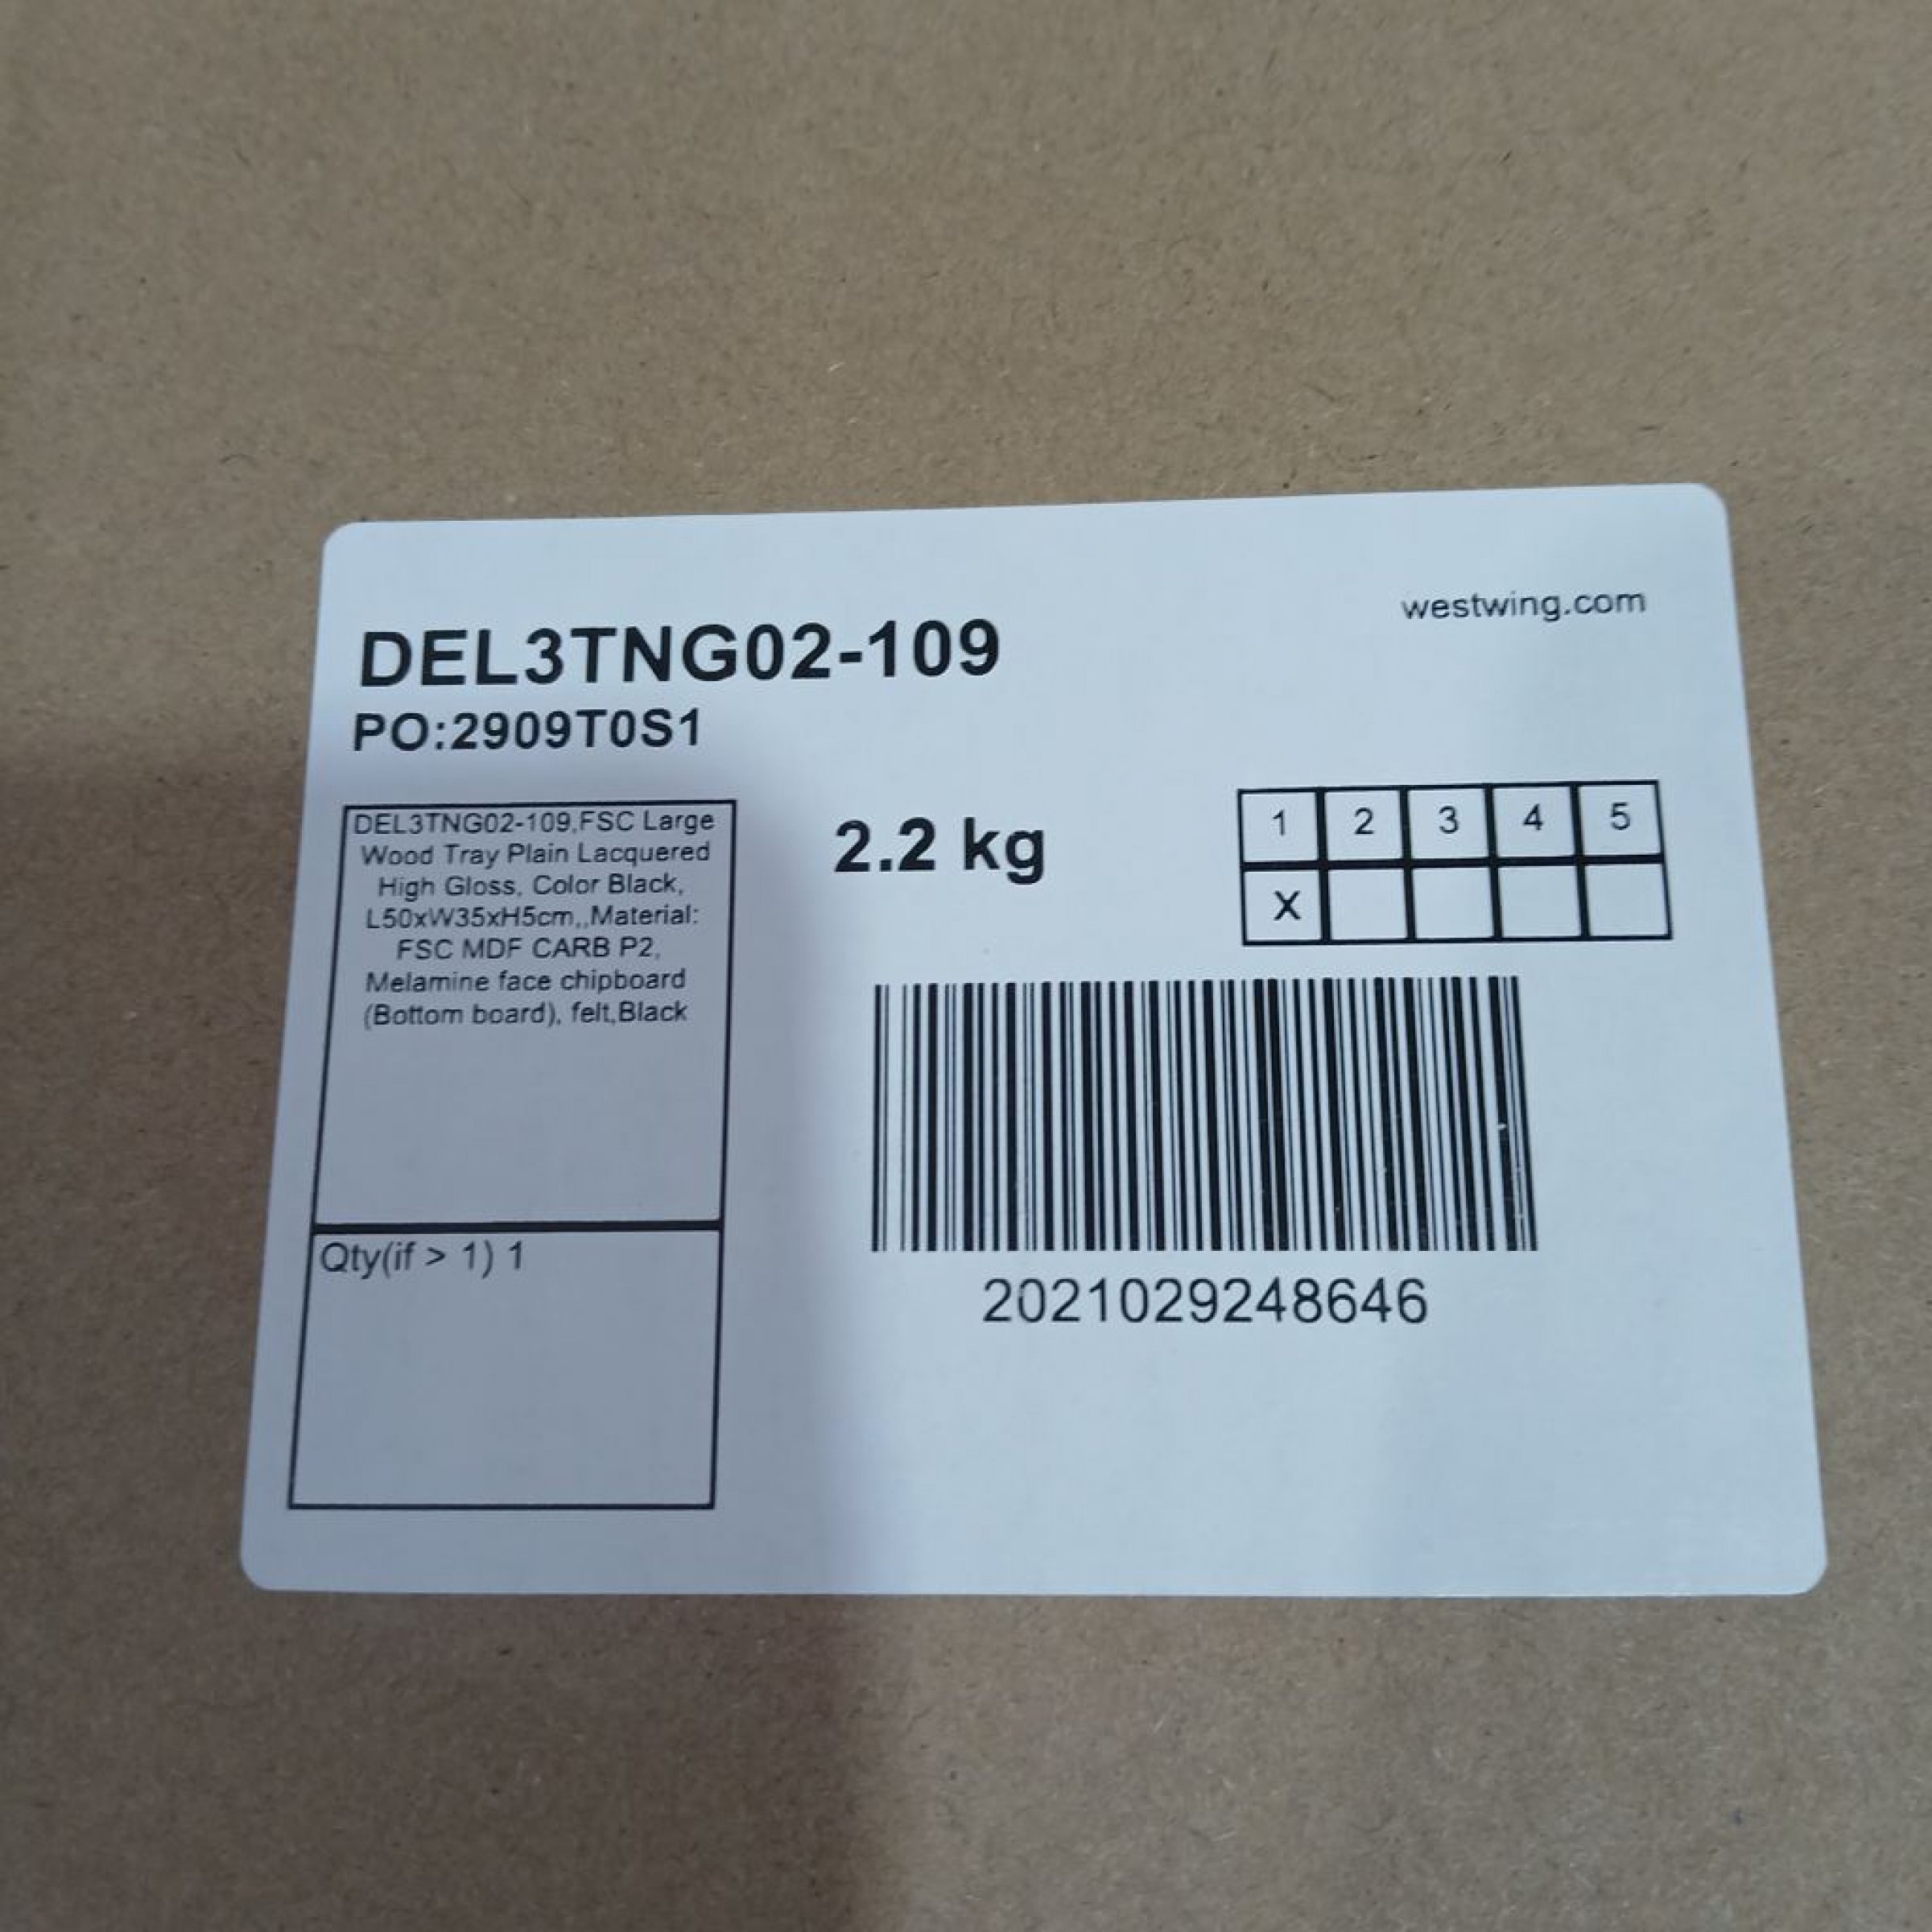 westwing.com
DEL3TNG02-109
PO:2909T0S1
DEL3TNG02-109,FSC Large
Wood Tray Plain Lacquered
High Gloss, Color Black,
L50xW35xH5cm,,Material:
FSC MDF CARB P2,
Melamine face chipboard
(Bottom board), felt,Black
Qty(if > 1) 1
2.2 kg
1 2 3 4 5
X
2021029248646